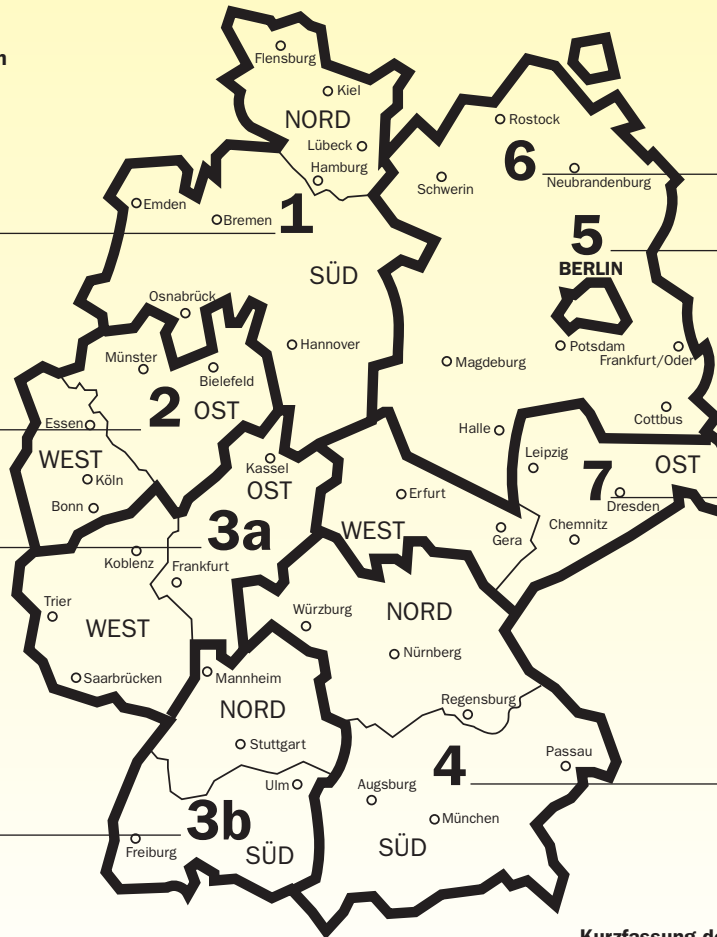 n
Flensburg
Kiel
NORD
Lübeck
Hamburg
Rostock
6
Schwerin
Neubrandenburg
Emden
Bremen
1
5
BERLIN
SÜD
Osnabrück
Hannover
Potsdam
Frankfurt/Oder
Münster
Bielefeld
Magdeburg
2
OST
Cottbus
Essen
Halle
WEST
Köln
Kassel
OST
Leipzig
OST
7
Bonn
Erfurt
Dresden
3a
WEST
Gera
Chemnitz
Koblenz
Frankfurt
Trier
WEST
Würzburg
NORD
Nürnberg
Saarbrücken
Mannheim
NORD
Regensburg
Stuttgart
4
Passau
Ulm
Augsburg
3b
München
Freiburg
SÜD
SÜD
Kurzfassung de